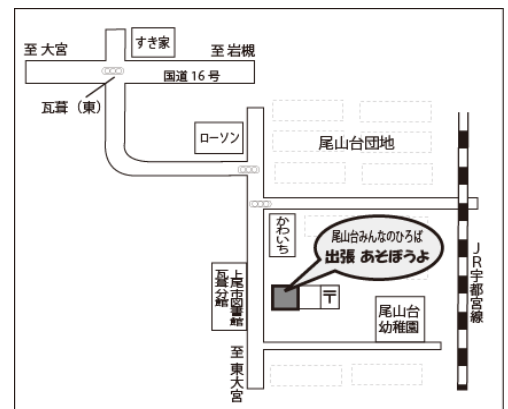 すき家
至 大宮
至 岩槻
国道 16 号
瓦葺（東）
ローソン
尾山台団地
かわいち
尾山台みんなのひろば
出張 あそぼうよ
上尾市図書館
瓦葺分館
〒
尾山台
幼稚園
ＪＲ宇都宮線
至 東大宮